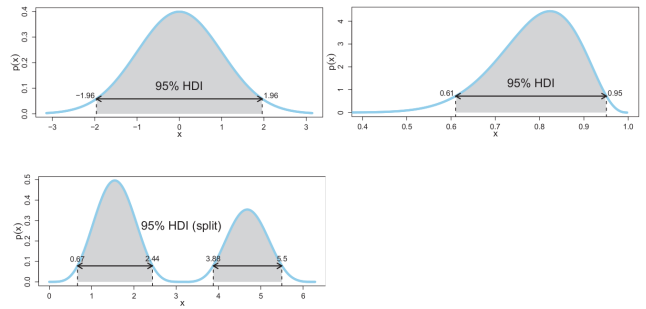 0.4
0.3
p(x)
0.2
0.1
0.0
95% HDI
−1.96
1.96
−3 −2 −1 0 1 2 3
x
4
3
p(x)
2
1
0
95% HDI
0.61
0.95
0.4 0.5 0.6 0.7 0.8 0.9 1.0
x
0.5
0.4
0.3
p(x)
0.2
0.1
0.0
95% HDI (split)
0.67 2.44 3.88 5.5
0 1 2 3 4 5 6
x